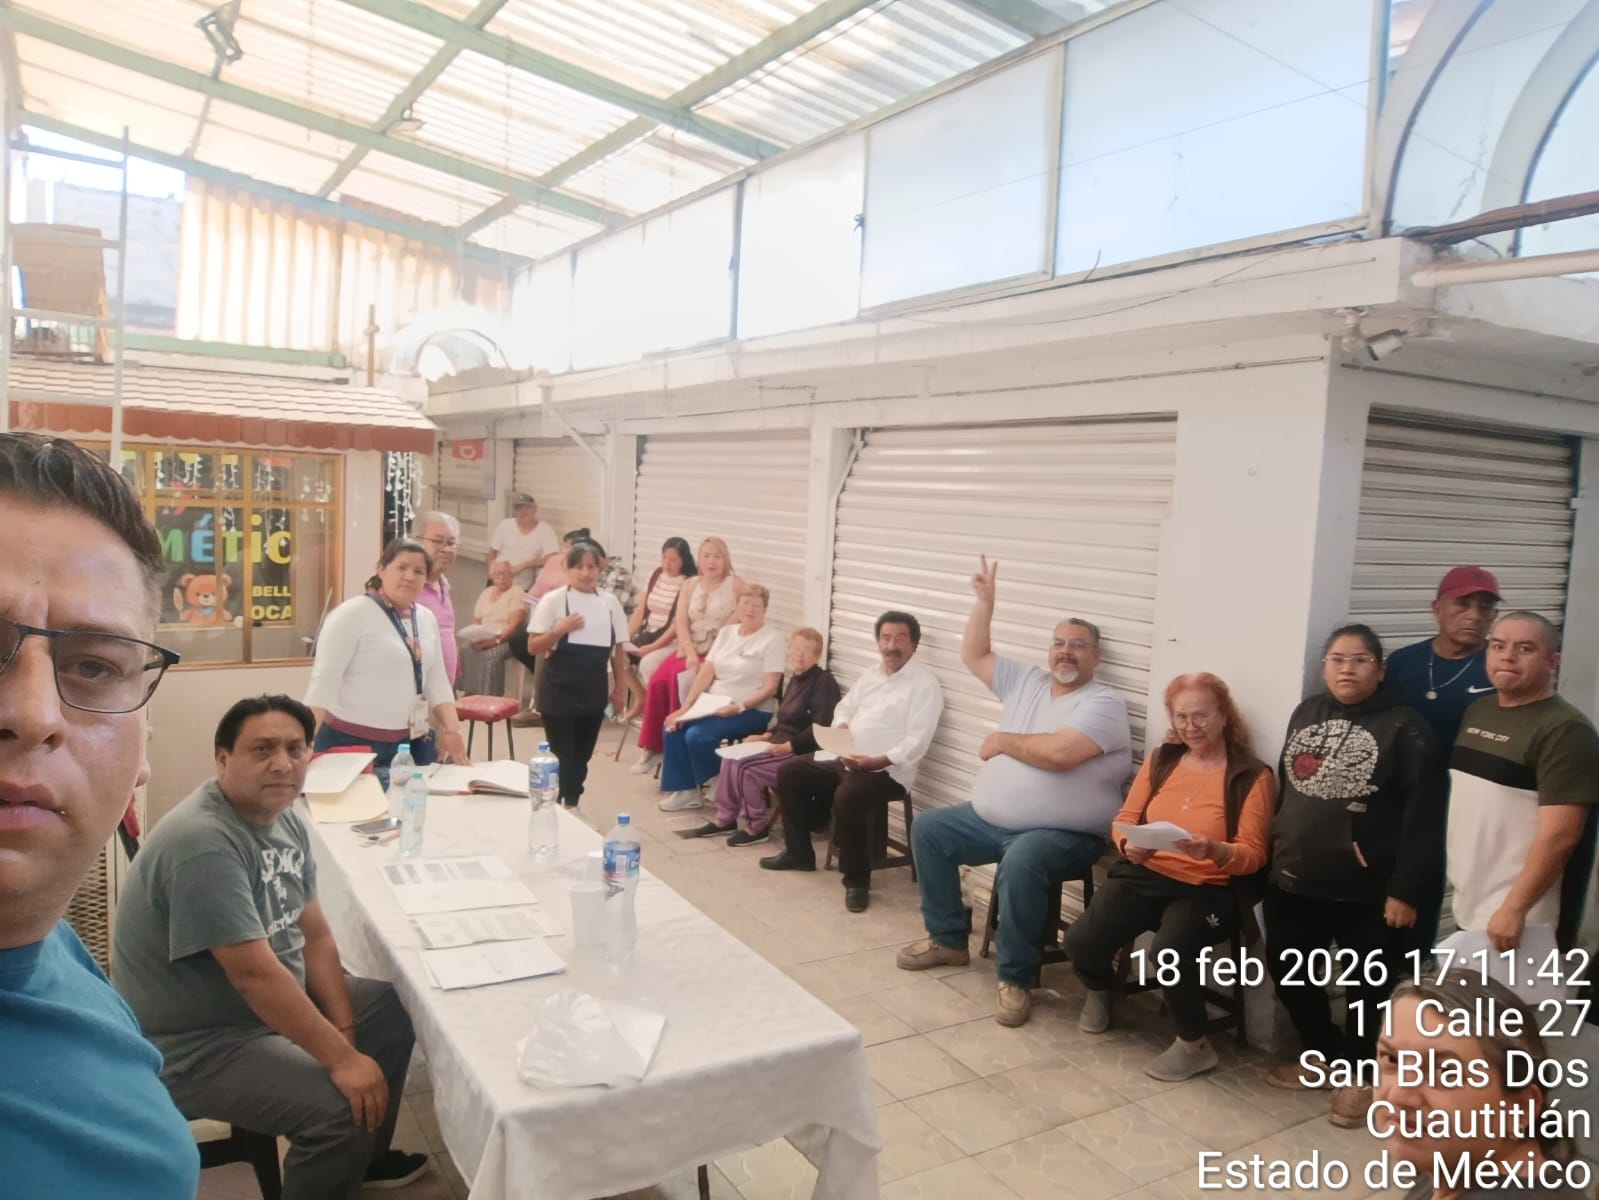 MÉTIC
BELL
OCA
NEW YORK CITY
18 feb 2026 17:11:42
11 Calle 27
San Blas Dos
Cuautitlán
Estado de México